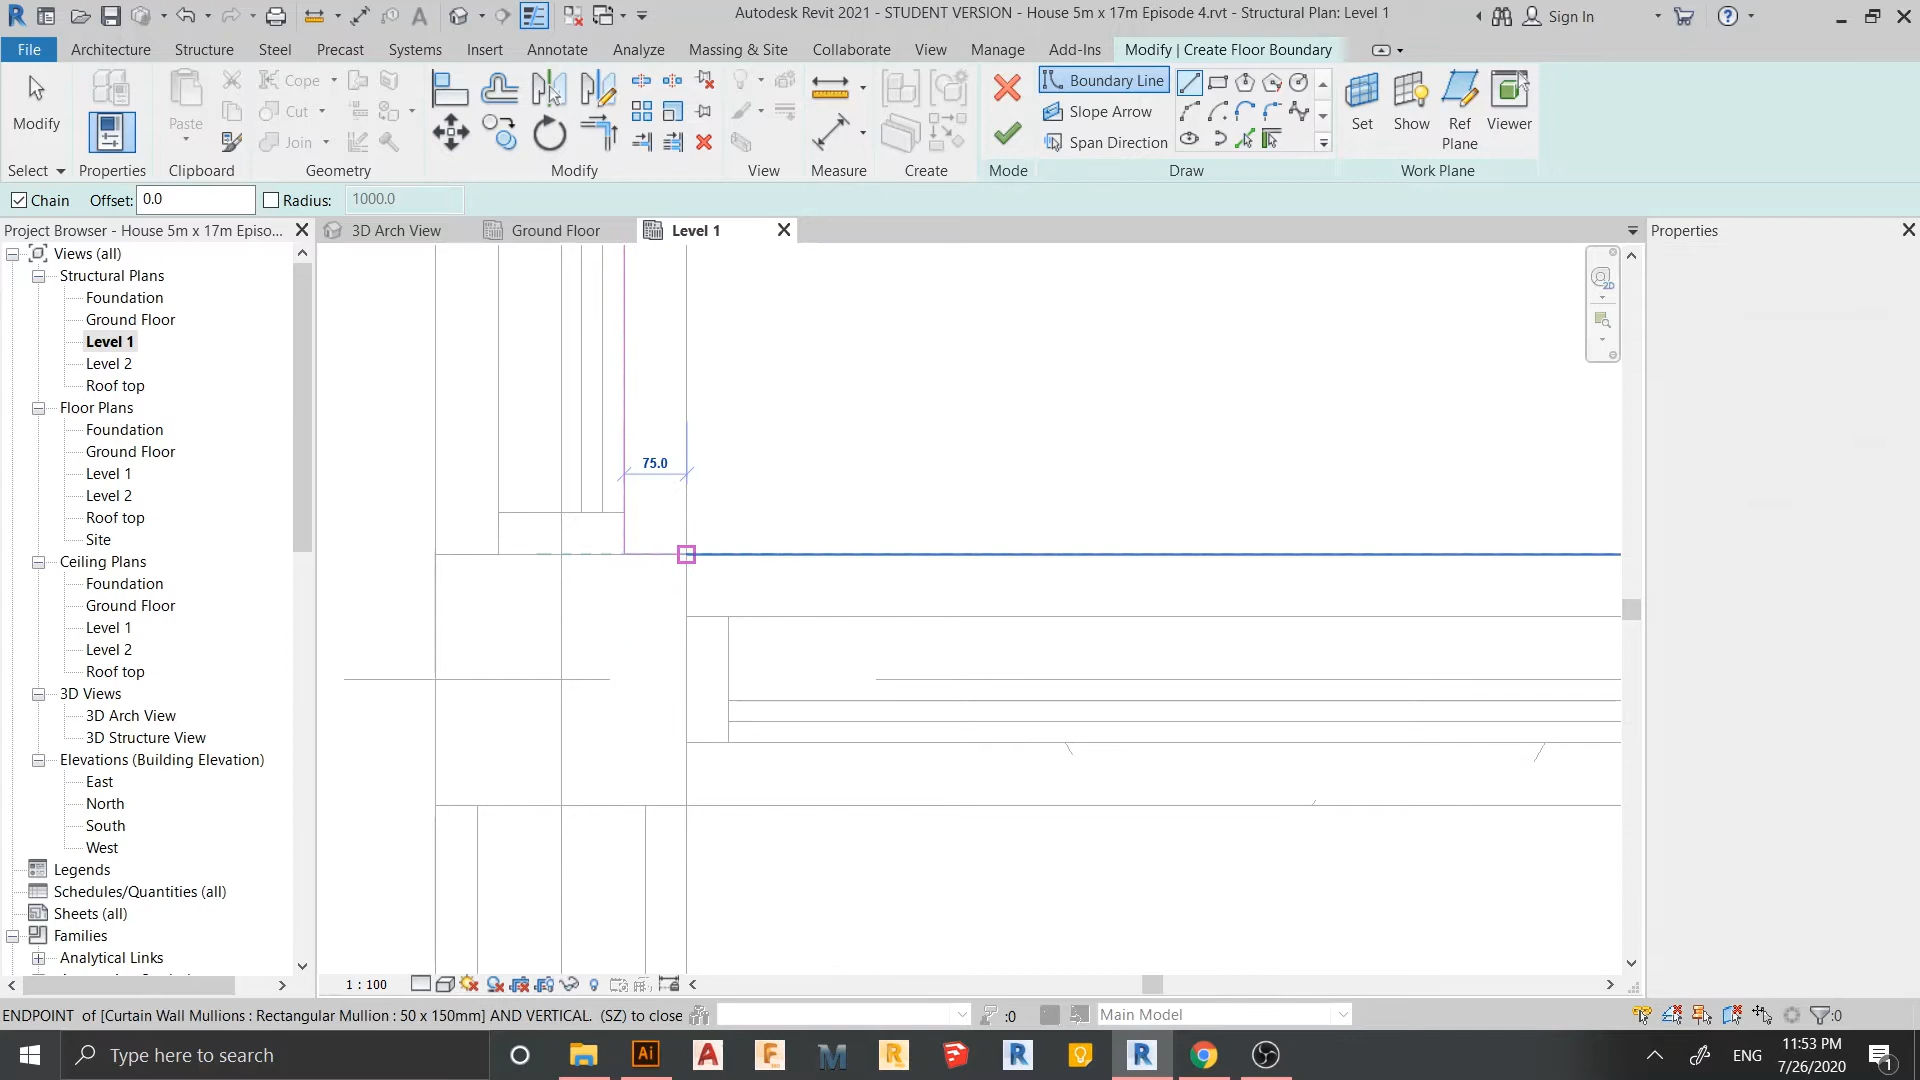 Autodesk Revit 2021 - STUDENT VERSION - House 5m x 17m Episode 4.rvt - Structural Plan: Level 1
Sign In
File Architecture Structure Steel Precast Systems Insert Annotate Analyze Massing & Site Collaborate View Manage Add-Ins Modify | Create Floor Boundary
Modify
Paste
Cope
Cut
Join
Boundary Line
Slope Arrow
Span Direction
Set Show Ref Plane Viewer
Select Properties Clipboard Geometry Modify View Measure Create Mode Draw Work Plane
Chain Offset: 0.0 Radius: 1000.0
Project Browser - House 5m x 17m Episo...
3D Arch View Ground Floor Level 1
Properties
Views (all)
Structural Plans
Foundation
Ground Floor
Level 1
Level 2
Roof top
Floor Plans
Foundation
Ground Floor
Level 1
Level 2
Roof top
Site
Ceiling Plans
Foundation
Ground Floor
Level 1
Level 2
Roof top
3D Views
3D Arch View
3D Structure View
Elevations (Building Elevation)
East
North
South
West
Legends
Schedules/Quantities (all)
Sheets (all)
Families
Analytical Links
2D
75.0
1 : 100
ENDPOINT of [Curtain Wall Mullions : Rectangular Mullion : 50 x 150mm] AND VERTICAL. (SZ) to close
:0
Main Model
:0
Type here to search
Ai
A
F
M
R
R
R
ENG
11:53 PM
7/26/2020
1